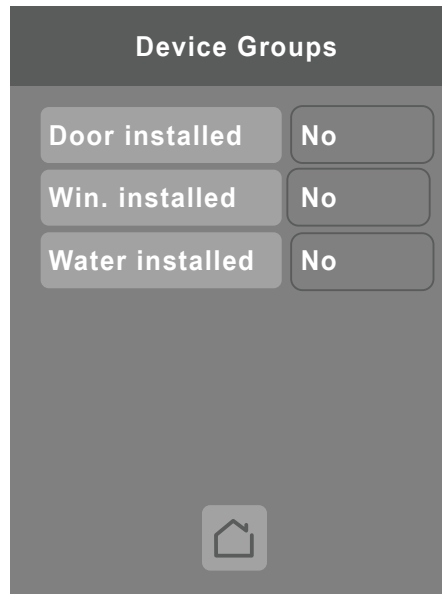 Device Groups
Door installed No
Win. installed No
Water installed No